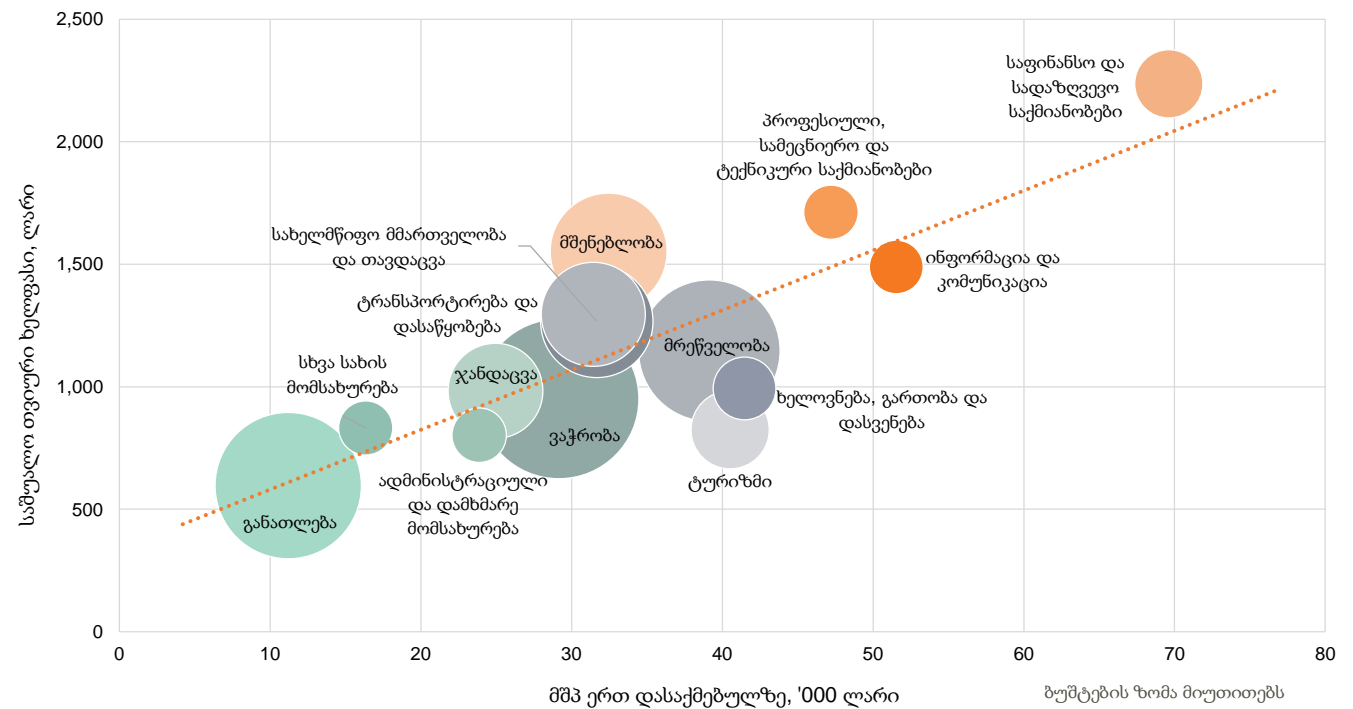 2,500
2,000
1,500
1,000
500
0
საშუალო თვიური ხელფასი, ლარი
საფინანსო და
სადაზღვევო
საქმიანობები
პროფესიული,
სამეცნიერო და
ტექნიკური საქმიანობები
სახელმწიფო მმართველობა
და თავდაცვა
მშენებლობა
ინფორმაცია და
კომუნიკაცია
ტრანსპორტირება და
დასაწყობება
მრეწველობა
სხვა სახის
მომსახურება
ჯანდაცვა
ხელოვნება, გართობა და
დასვენება
ვაჭრობა
ტურიზმი
ადმინისტრაციული
და დამხმარე
მომსახურება
განათლება
0 10 20 30 40 50 60 70 80
მშპ ერთ დასაქმებულზე, '000 ლარი
ბუშტების ზომა მიუთითებს